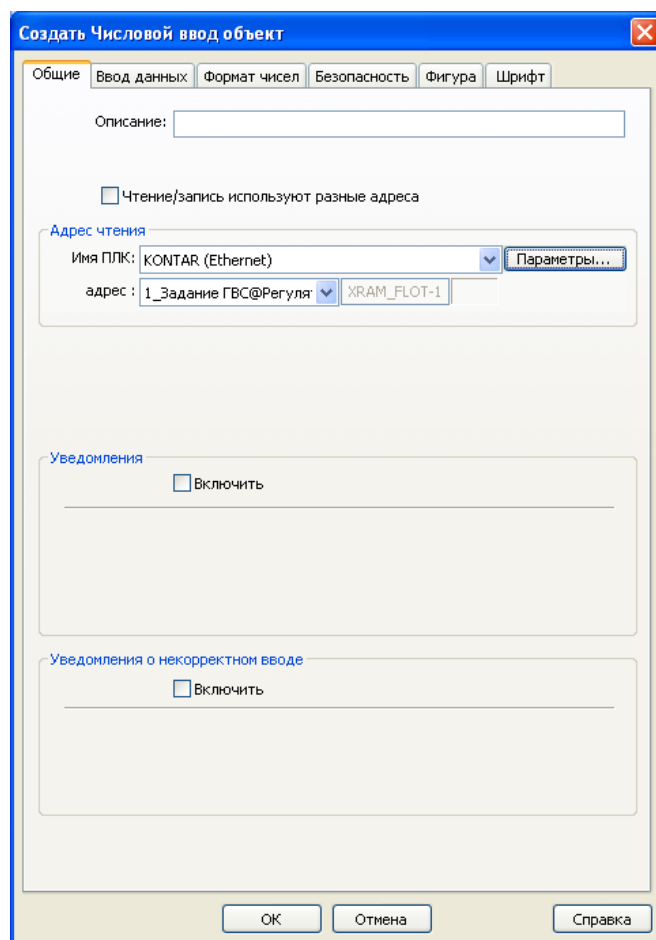 Создать Числовой ввод объект
Общие Ввод данных Формат чисел Безопасность Фигура Шрифт
Описание:
Чтение/запись используют разные адреса
Адрес чтения
Имя ПЛК: KONTAR (Ethernet) Параметры...
адрес : 1_Задание ГВС@Регулят XRAM_FLOT-1
Уведомления
Включить
Уведомления о некорректном вводе
Включить
OK Отмена Справка